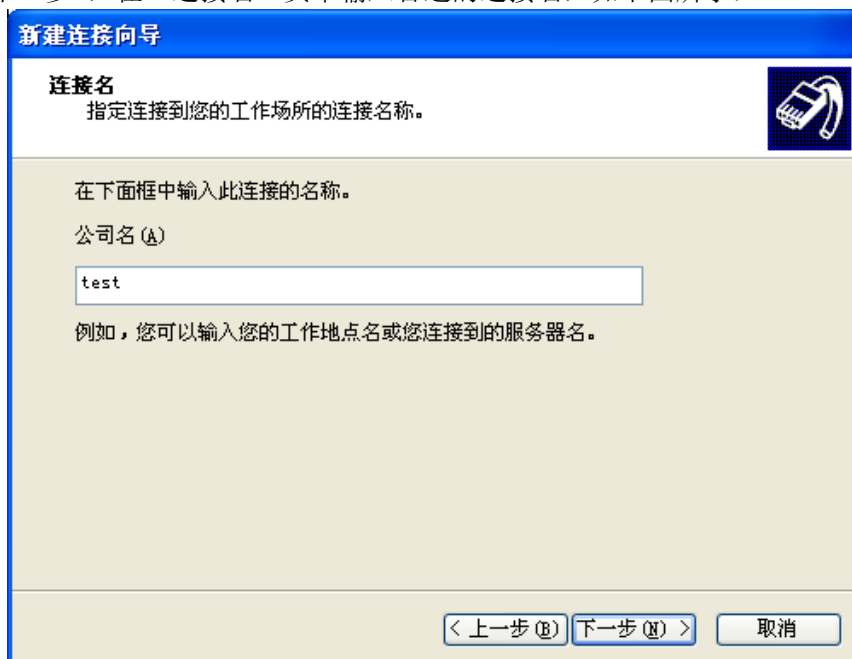 新建连接向导
连接名
指定连接到您的工作场所的连接名称。
在下面框中输入此连接的名称。
公司名(A)
test
例如，您可以输入您的工作地点名或您连接到的服务器名。
< 上一步(B) 下一步(N) > 取消